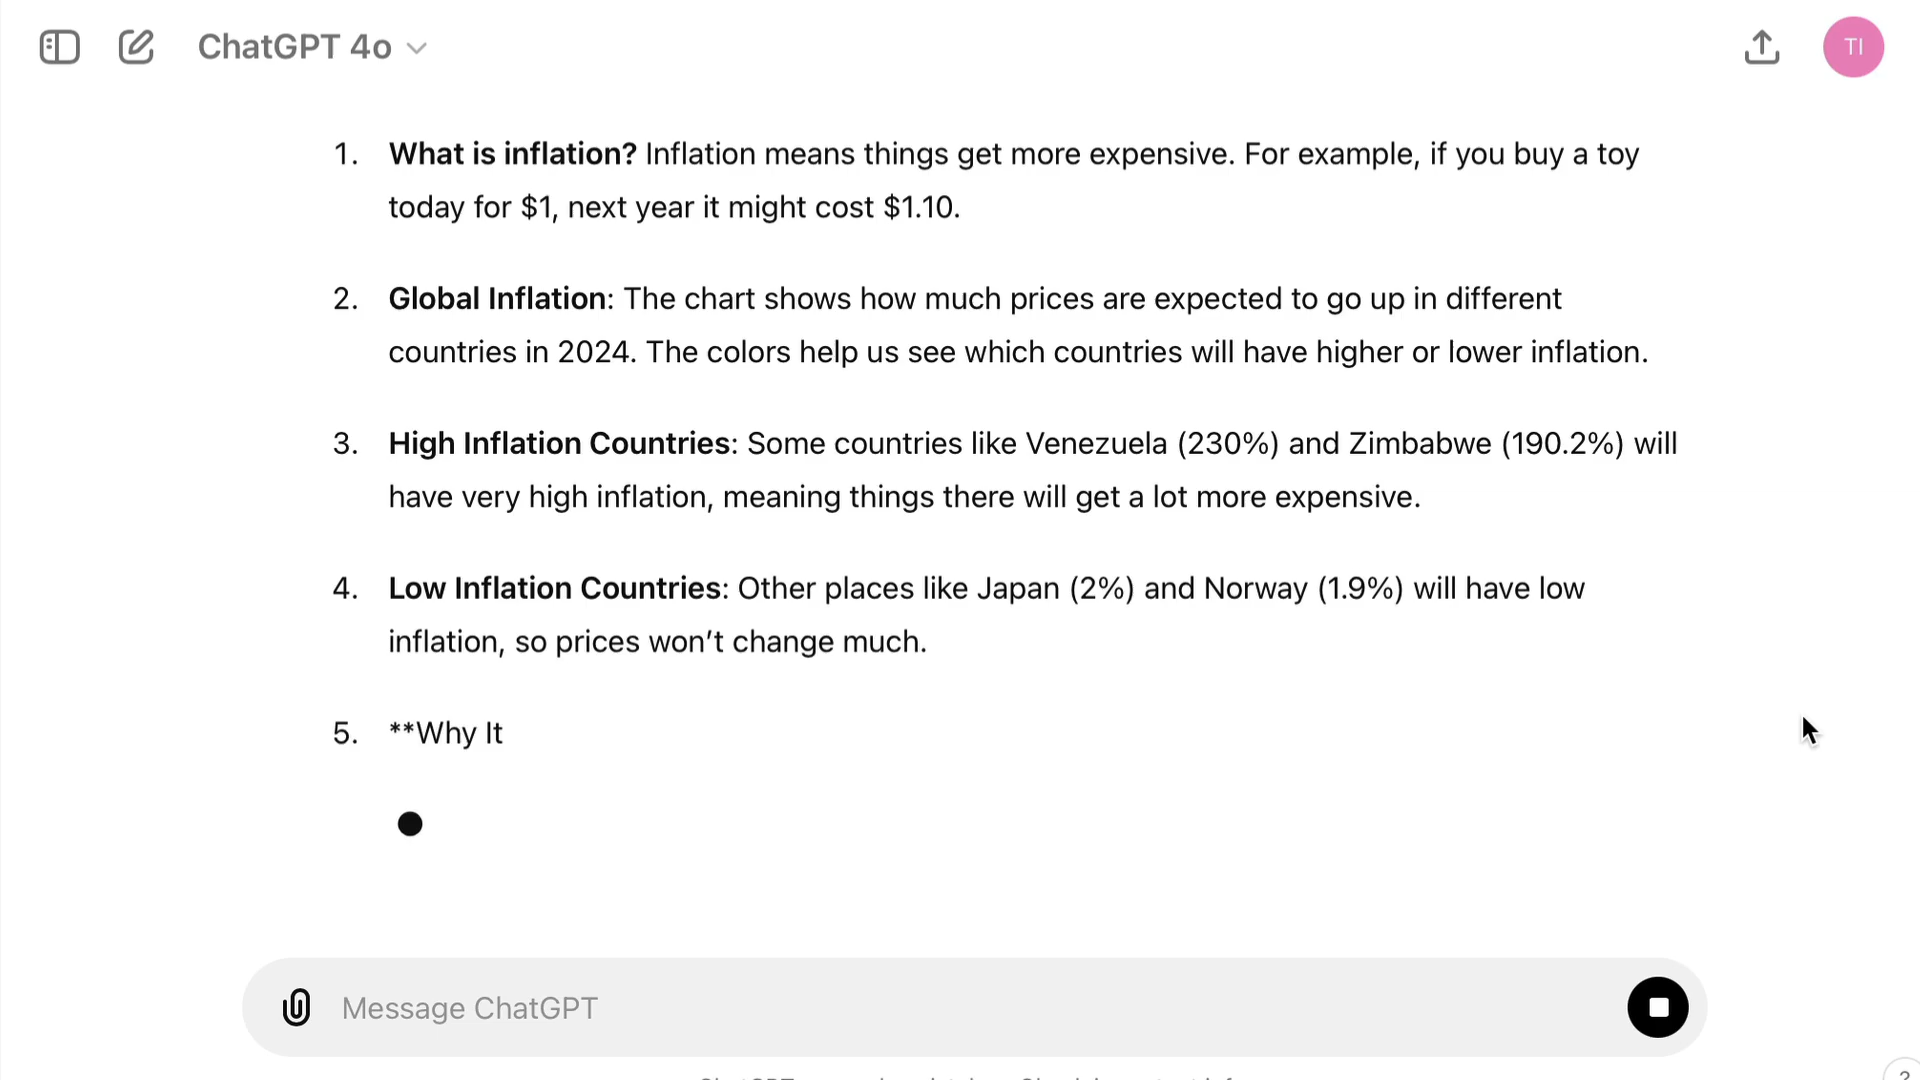 ChatGPT 4o
TI
1. What is inflation? Inflation means things get more expensive. For example, if you buy a toy
today for $1, next year it might cost $1.10.
2. Global Inflation: The chart shows how much prices are expected to go up in different
countries in 2024. The colors help us see which countries will have higher or lower inflation.
3. High Inflation Countries: Some countries like Venezuela (230%) and Zimbabwe (190.2%) will
have very high inflation, meaning things there will get a lot more expensive.
4. Low Inflation Countries: Other places like Japan (2%) and Norway (1.9%) will have low
inflation, so prices won’t change much.
5. **Why It
Message ChatGPT